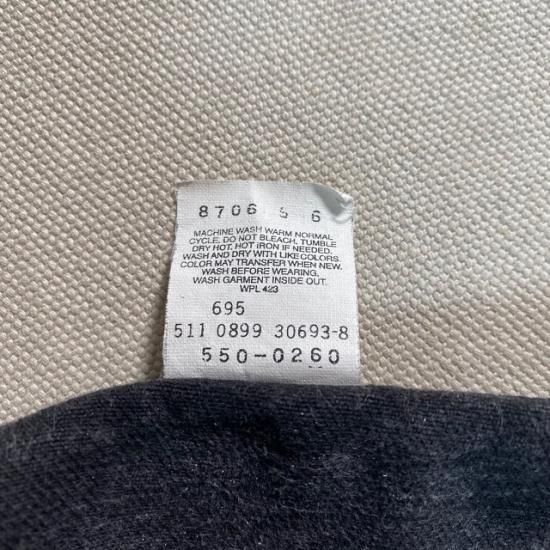 8706 5 6
MACHINE WASH WARM NORMAL
CYCLE. DO NOT BLEACH. TUMBLE
DRY HOT. HOT IRON IF NEEDED.
WASH AND DRY WITH LIKE COLORS.
COLOR MAY TRANSFER WHEN NEW.
WASH BEFORE WEARING.
WASH GARMENT INSIDE OUT.
WPL 423
695
511 0899 30693-8
550-0260